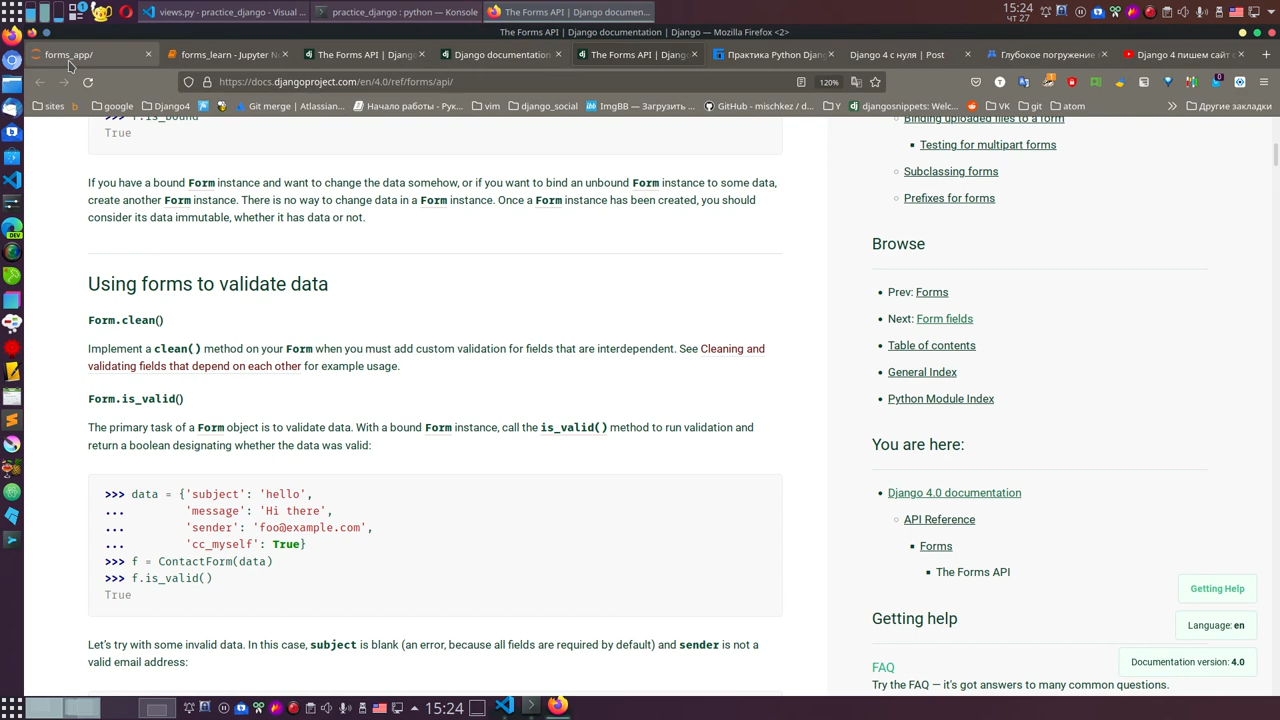 views.py - practice_django - Visual ...
practice_django : python — Konsole
The Forms API | Django documen...
15:24
чт 27
The Forms API | Django documentation | Django — Mozilla Firefox <2>
forms_app/
forms_learn - Jupyter No
The Forms API | Djang
Django documentation
The Forms API | Djang
Практика Python Djang
Django 4 с нуля | Post
Глубокое погружение
Django 4 пишем сайт с
https://docs.djangoproject.com/en/4.0/ref/forms/api/
120%
sites
google
Django4
Git merge | Atlassian...
Начало работы - Рук...
vim
django_social
ImgBB — Загрузить ...
GitHub - mischkez / d...
Y
djangosnippets: Welc...
VK
git
atom
Другие закладки
>>> f.is_bound
True
If you have a bound Form instance and want to change the data somehow, or if you want to bind an unbound Form instance to some data,
create another Form instance. There is no way to change data in a Form instance. Once a Form instance has been created, you should
consider its data immutable, whether it has data or not.
Using forms to validate data
Form.clean()
Implement a clean() method on your Form when you must add custom validation for fields that are interdependent. See Cleaning and
validating fields that depend on each other for example usage.
Form.is_valid()
The primary task of a Form object is to validate data. With a bound Form instance, call the is_valid() method to run validation and
return a boolean designating whether the data was valid:
>>> data = {'subject': 'hello',
...         'message': 'Hi there',
...         'sender': 'foo@example.com',
...         'cc_myself': True}
>>> f = ContactForm(data)
>>> f.is_valid()
True
Let's try with some invalid data. In this case, subject is blank (an error, because all fields are required by default) and sender is not a
valid email address:
Binding uploaded files to a form
Testing for multipart forms
Subclassing forms
Prefixes for forms
Browse
Prev: Forms
Next: Form fields
Table of contents
General Index
Python Module Index
You are here:
Django 4.0 documentation
API Reference
Forms
The Forms API
Getting help
FAQ
Try the FAQ — it's got answers to many common questions.
Getting Help
Language: en
Documentation version: 4.0
15:24